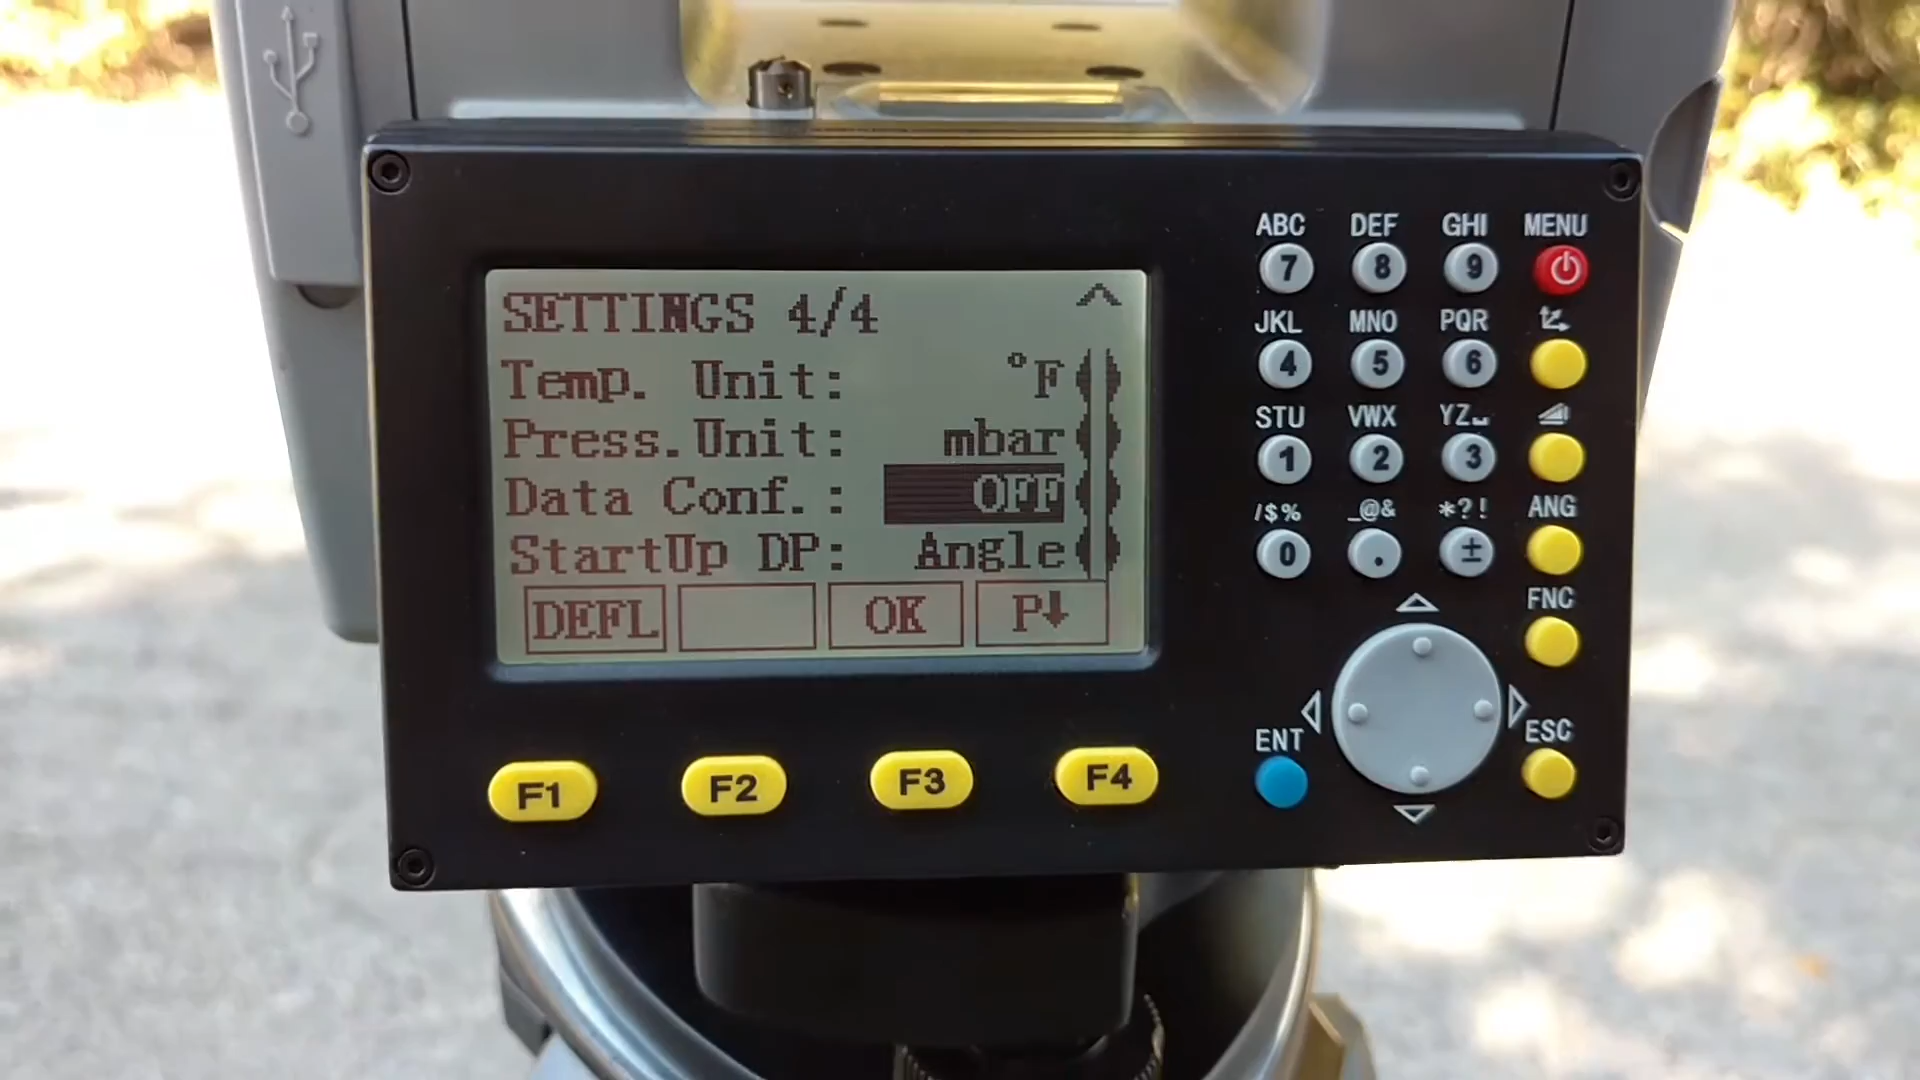 SETTINGS 4/4
Temp. Unit: °F
Press.Unit: mbar
Data Conf.: OFF
StartUp DP: Angle
DEFL OK P↓
F1 F2 F3 F4
ABC DEF GHI MENU
7 8 9
JKL MNO PQR
4 5 6
STU VWX YZ␣
1 2 3
/$% _@& *?! ANG
0 . ±
FNC
ENT ESC